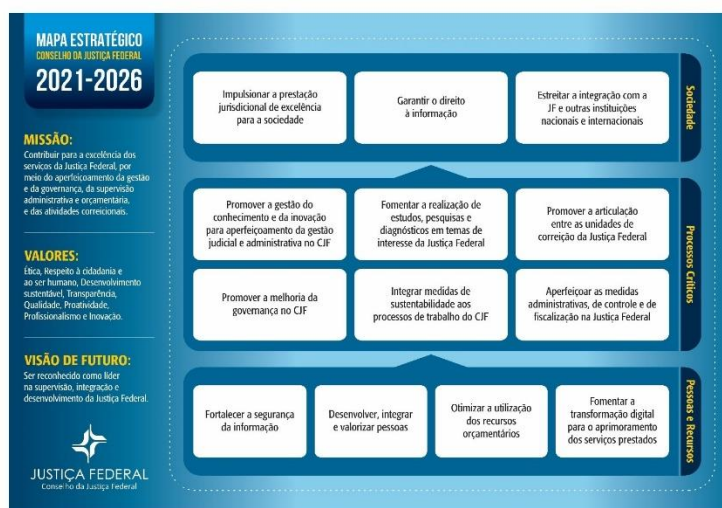 MAPA ESTRATÉGICO
CONSELHO DA JUSTIÇA FEDERAL
2021-2026
MISSÃO:
Contribuir para a excelência dos
serviços da Justiça Federal, por
meio do aperfeiçoamento da gestão
e da governança, da supervisão
administrativa e orçamentária,
e das atividades correicionais.
VALORES:
Ética, Respeito à cidadania e
ao ser humano, Desenvolvimento
sustentável, Transparência,
Qualidade, Proatividade,
Profissionalismo e Inovação.
VISÃO DE FUTURO:
Ser reconhecido como líder
na supervisão, integração e
desenvolvimento da Justiça Federal.
JUSTIÇA FEDERAL
Conselho da Justiça Federal
Impulsionar a prestação
jurisdicional de excelência
para a sociedade
Garantir o direito
à informação
Estreitar a integração com a
JF e outras instituições
nacionais e internacionais
Sociedade
Promover a gestão do
conhecimento e da inovação
para aperfeiçoamento da gestão
judicial e administrativa no CJF
Fomentar a realização de
estudos, pesquisas e
diagnósticos em temas de
interesse da Justiça Federal
Promover a articulação
entre as unidades de
correição da Justiça Federal
Promover a melhoria da
governança no CJF
Integrar medidas de
sustentabilidade aos
processos de trabalho do CJF
Aperfeiçoar as medidas
administrativas, de controle e de
fiscalização na Justiça Federal
Processos Críticos
Fortalecer a segurança
da informação
Desenvolver, integrar
e valorizar pessoas
Otimizar a utilização
dos recursos
orçamentários
Fomentar a
transformação digital
para o aprimoramento
dos serviços prestados
Pessoas e Recursos